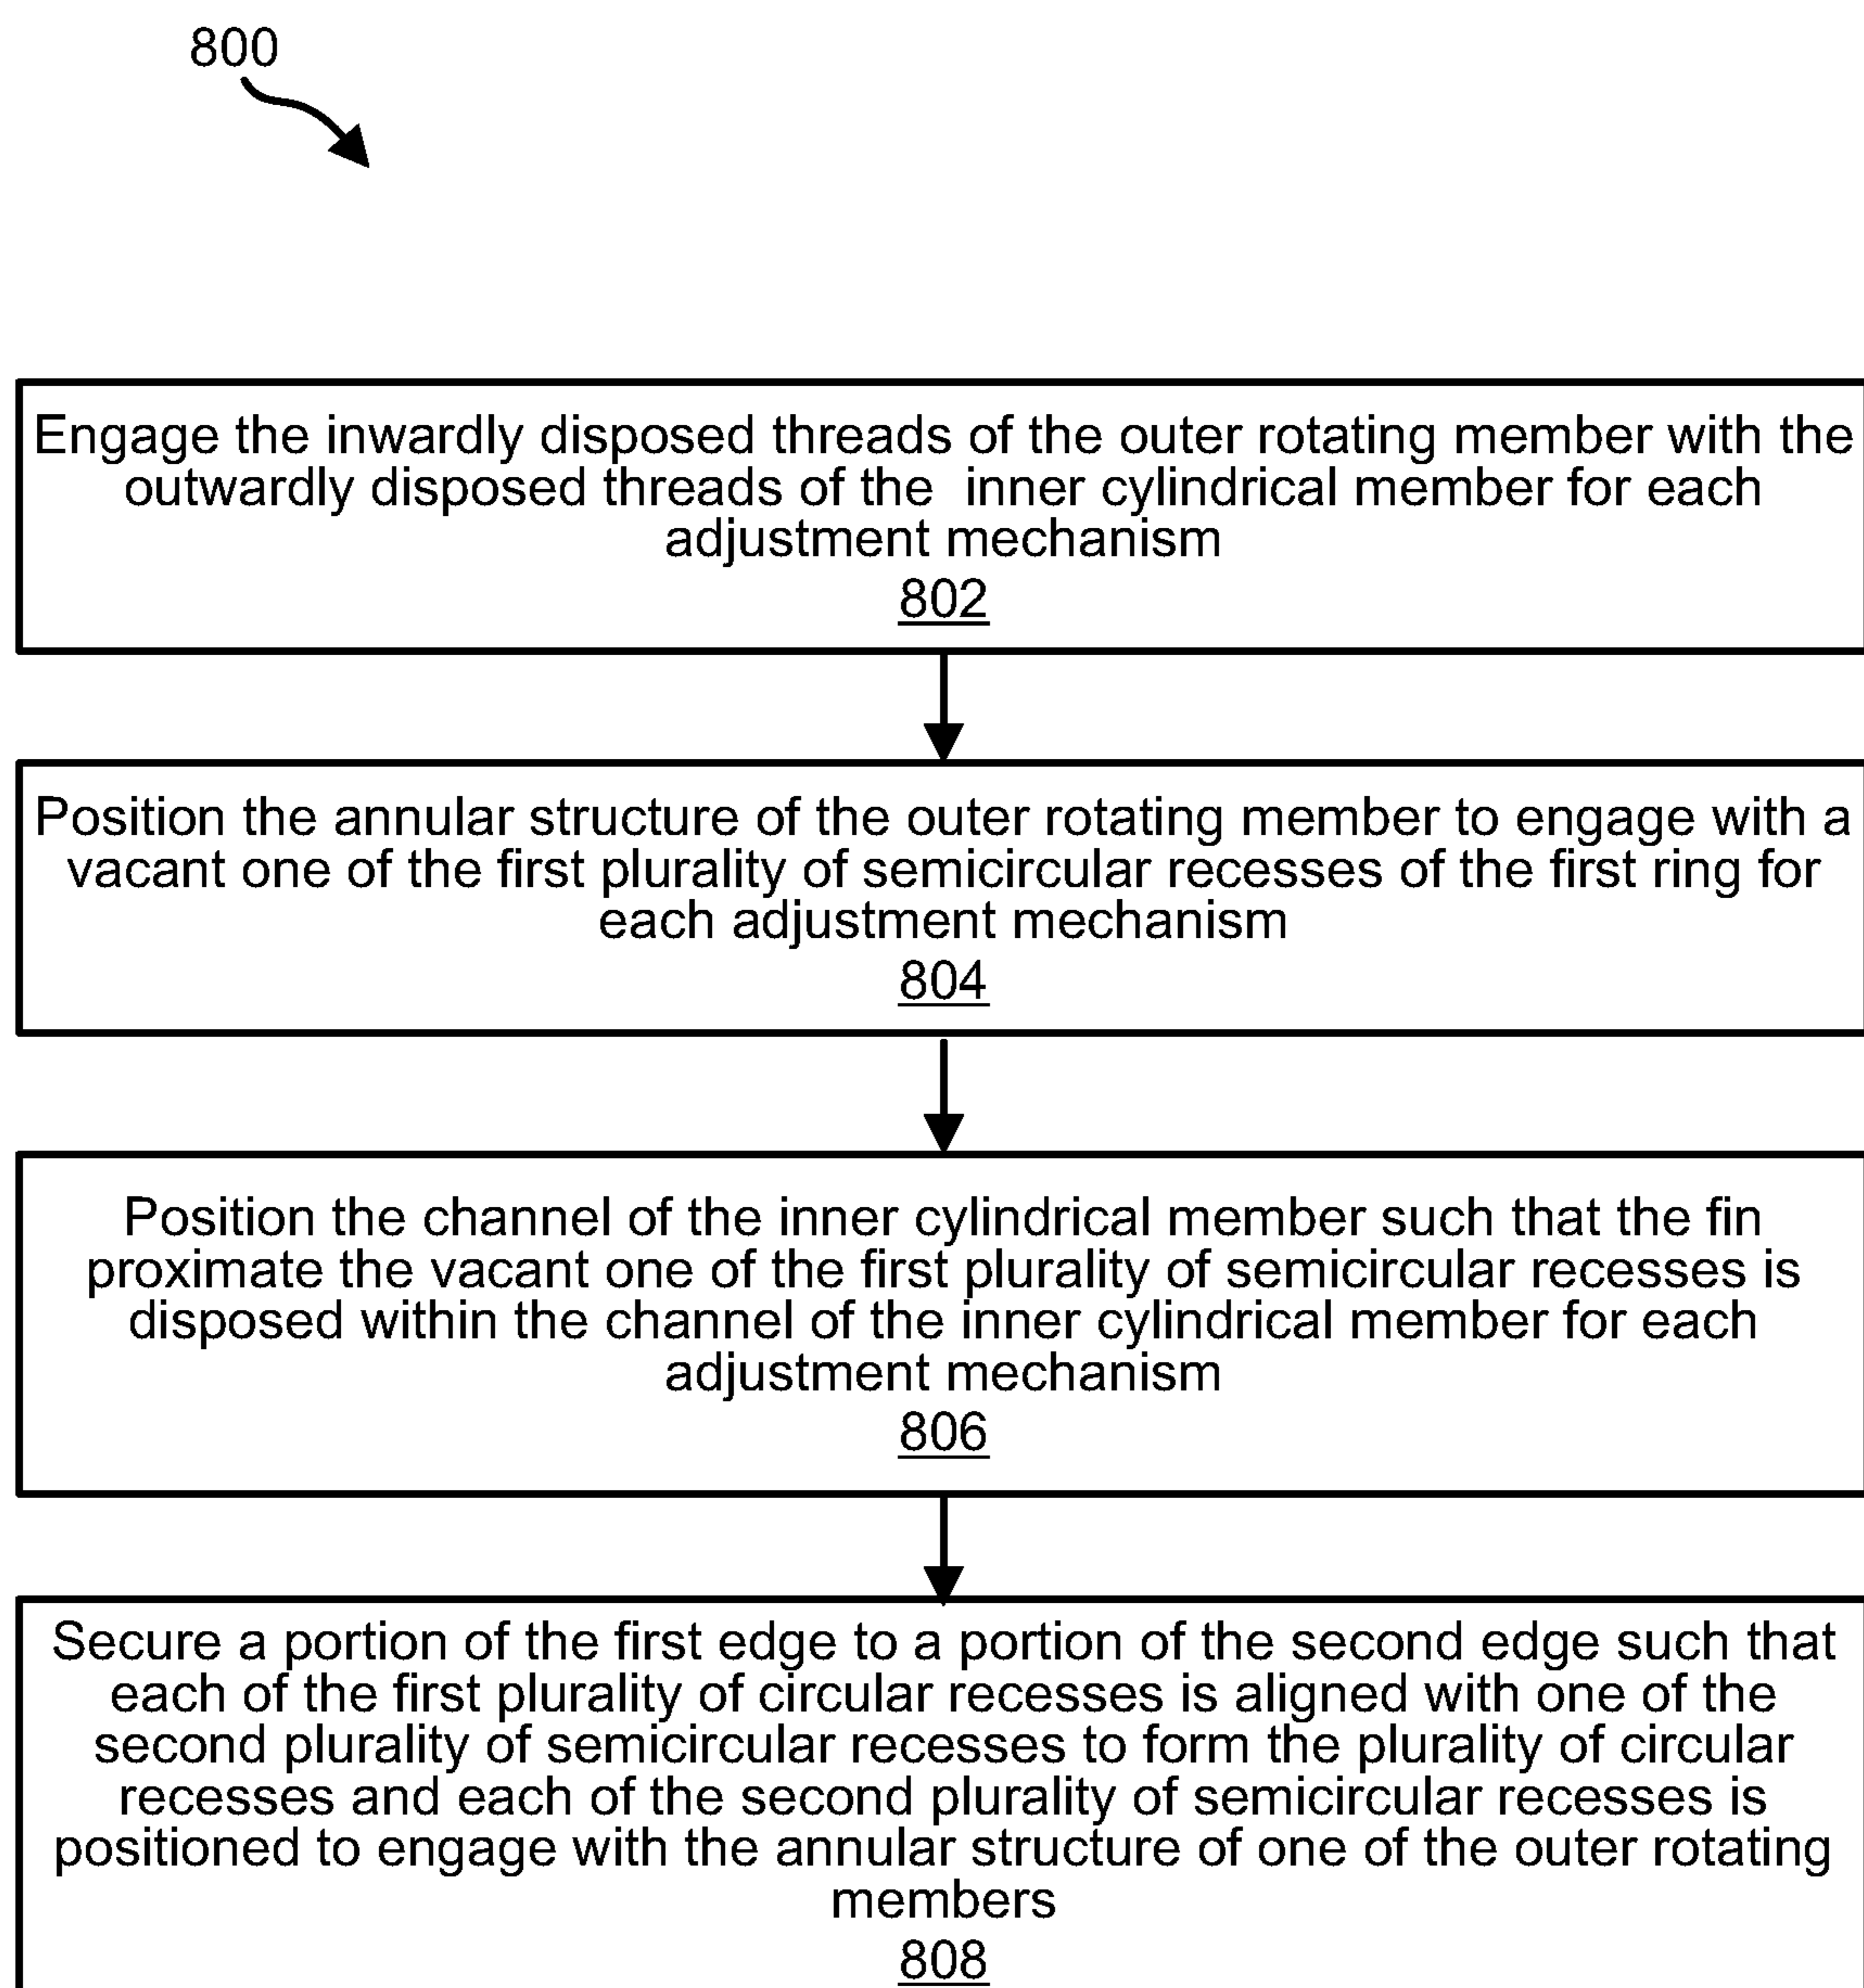 800
Engage the inwardly disposed threads of the outer rotating member with the
outwardly disposed threads of the inner cylindrical member for each
adjustment mechanism
802
Position the annular structure of the outer rotating member to engage with a
vacant one of the first plurality of semicircular recesses of the first ring for
each adjustment mechanism
804
Position the channel of the inner cylindrical member such that the fin
proximate the vacant one of the first plurality of semicircular recesses is
disposed within the channel of the inner cylindrical member for each
adjustment mechanism
806
Secure a portion of the first edge to a portion of the second edge such that
each of the first plurality of circular recesses is aligned with one of the
second plurality of semicircular recesses to form the plurality of circular
recesses and each of the second plurality of semicircular recesses is
positioned to engage with the annular structure of one of the outer rotating
members
808